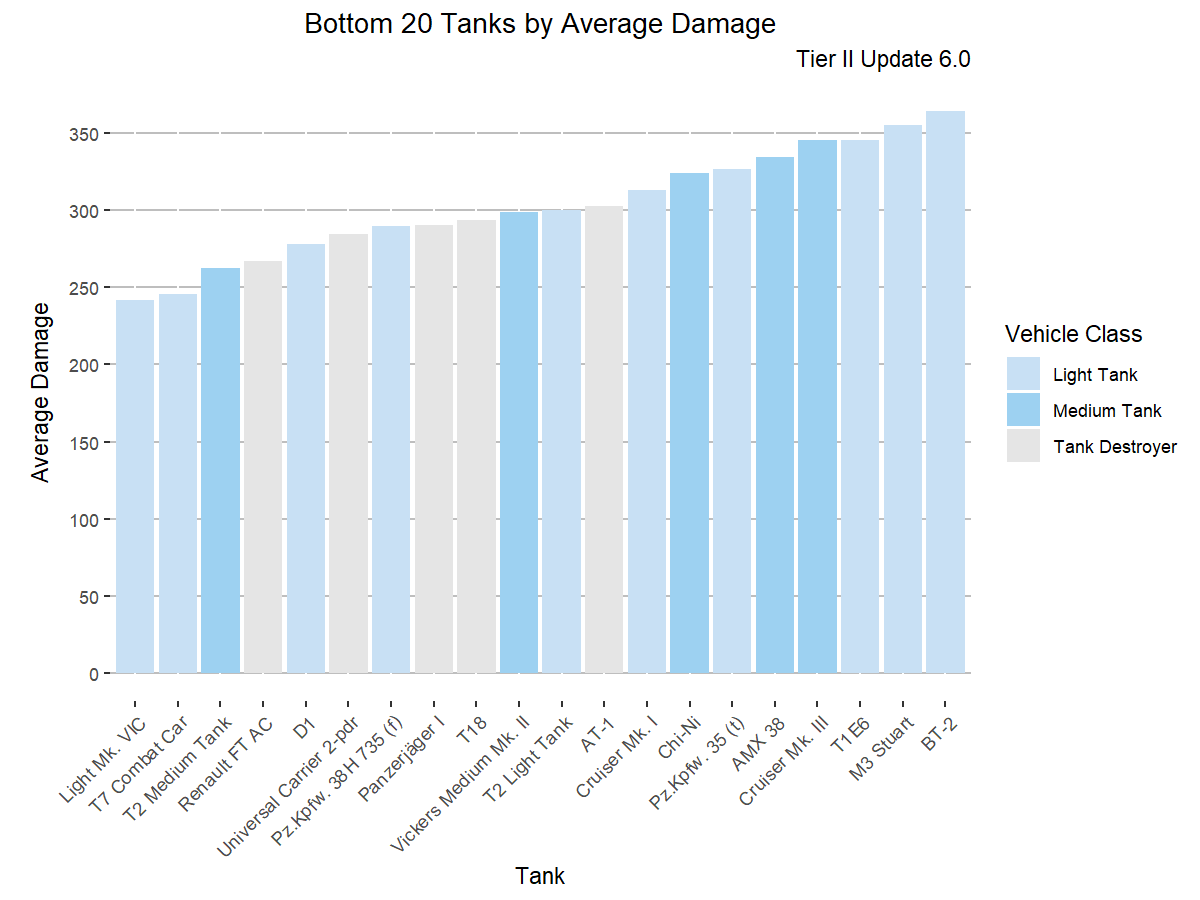 Bottom 20 Tanks by Average Damage
Tier II Update 6.0
Average Damage
350
300
250
200
150
100
50
0
Light Mk. VIC
T7 Combat Car
T2 Medium Tank
Renault FT AC
D1
Universal Carrier 2-pdr
Pz.Kpfw. 38H 735 (f)
Panzerjäger I
T18
Vickers Medium Mk. II
T2 Light Tank
AT-1
Cruiser Mk. I
Chi-Ni
Pz.Kpfw. 35 (t)
AMX 38
Cruiser Mk. III
T1E6
M3 Stuart
BT-2
Tank
Vehicle Class
Light Tank
Medium Tank
Tank Destroyer